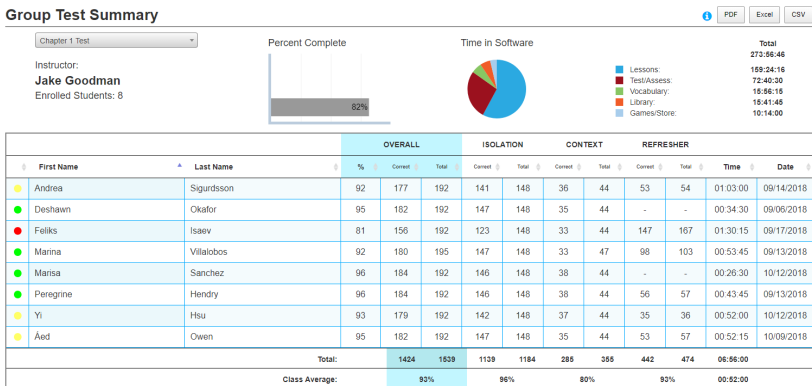 Group Test Summary
i PDF Excel CSV
Chapter 1 Test
Instructor:
Jake Goodman
Enrolled Students: 8
Percent Complete
82%
Time in Software
Total
273:56:46
Lessons: 159:24:16
Test/Assess: 72:40:30
Vocabulary: 15:56:15
Library: 15:41:45
Games/Store: 10:14:00
OVERALL ISOLATION CONTEXT REFRESHER
First Name Last Name % Correct Total Correct Total Correct Total Correct Total Time Date
Andrea Sigurdsson 92 177 192 141 148 36 44 53 54 01:03:00 09/14/2018
Deshawn Okafor 95 182 192 147 148 35 44 - - 00:34:30 09/06/2018
Feliks Isaev 81 156 192 123 148 33 44 147 167 01:30:15 09/17/2018
Marina Villalobos 92 180 195 147 148 33 47 98 103 00:53:45 09/13/2018
Marisa Sanchez 96 184 192 146 148 38 44 - - 00:26:30 10/12/2018
Peregrine Hendry 96 184 192 146 148 38 44 56 57 00:43:45 09/13/2018
Yi Hsu 93 179 192 142 148 37 44 35 36 00:52:00 10/12/2018
Áed Owen 95 182 192 147 148 35 44 53 57 00:52:15 10/09/2018
Total: 1424 1539 1139 1184 285 355 442 474 06:56:00
Class Average: 93% 96% 80% 93% 00:52:00